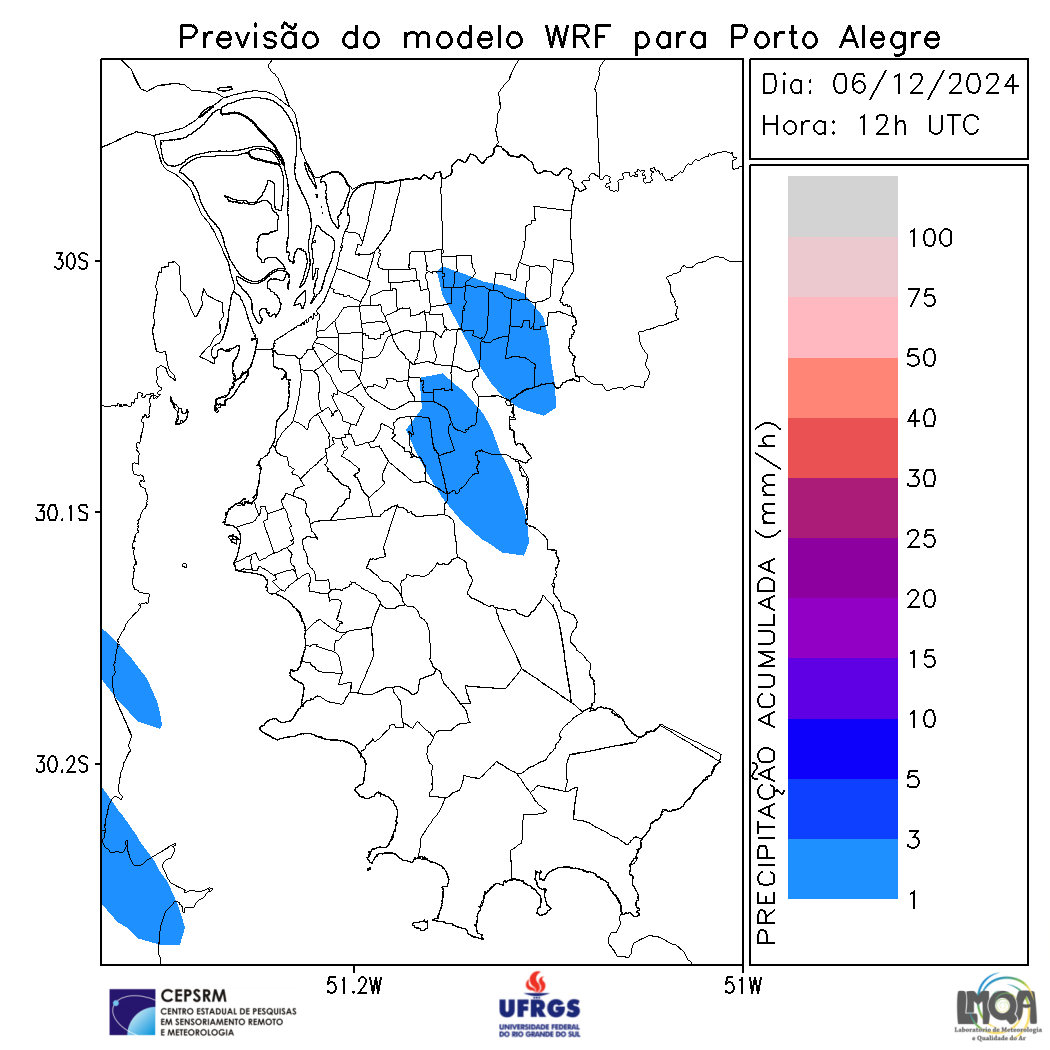 Previsão do modelo WRF para Porto Alegre
Dia: 06/12/2024
Hora: 12h UTC
30S
30.1S
30.2S
51.2W
51W
PRECIPITAÇÃO ACUMULADA (mm/h)
100
75
50
40
30
25
20
15
10
5
3
1
CEPSRM
CENTRO ESTADUAL DE PESQUISAS
EM SENSORIAMENTO REMOTO
E METEOROLOGIA
UFRGS
UNIVERSIDADE FEDERAL
DO RIO GRANDE DO SUL
LMQA
Laboratório de Meteorologia
e Qualidade do Ar